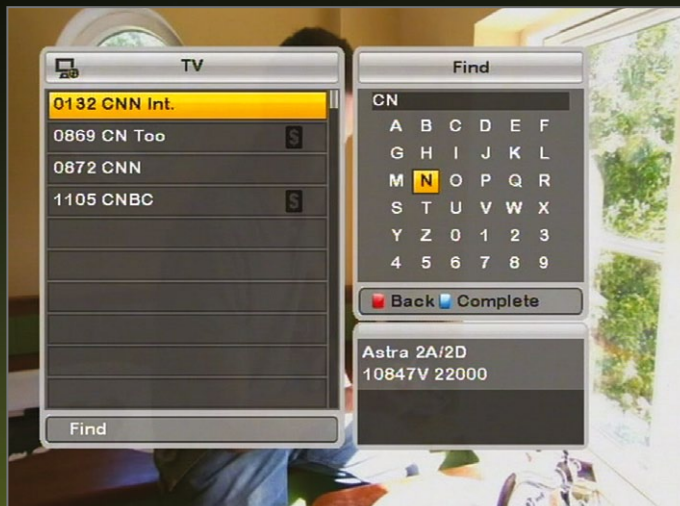 TV
0132 CNN Int.
0869 CN Too $
0872 CNN
1105 CNBC $
Find
Find
CN
A B C D E F
G H I J K L
M N O P Q R
S T U V W X
Y Z 0 1 2 3
4 5 6 7 8 9
Back Complete
Astra 2A/2D
10847V 22000